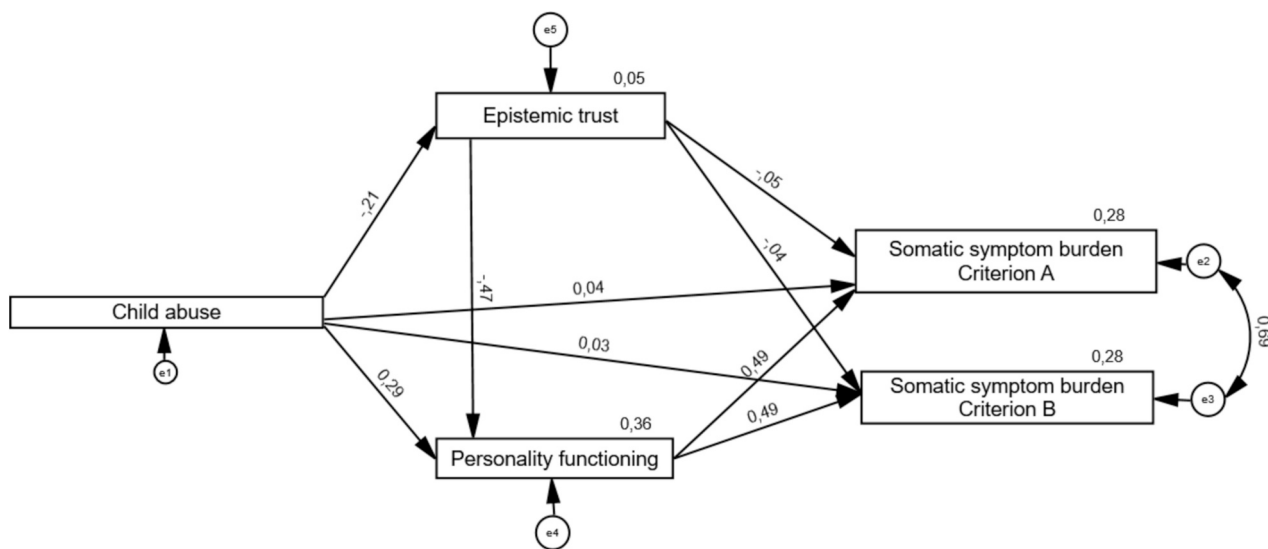 e5
0,05
Epistemic trust
-,21
-,05
-,04
-,47
0,28
Somatic symptom burden
Criterion A
e2
0,04
Child abuse
e1
0,03
0,69
0,29
0,49
0,49
0,28
Somatic symptom burden
Criterion B
e3
0,36
Personality functioning
e4